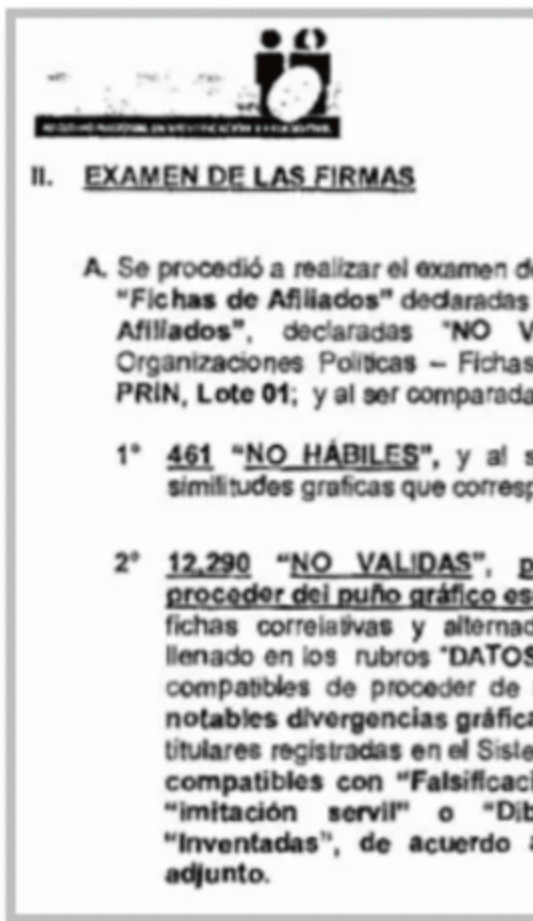 II. EXAMEN DE LAS FIRMAS
A. Se procedió a realizar el examen de
"Fichas de Afiliados" declaradas
Afiliados", declaradas "NO V
Organizaciones Politicas – Fichas
PRIN, Lote 01; y al ser comparada
1° 461 "NO HÁBILES", y al s
similitudes graficas que corresp
2° 12,290 "NO VALIDAS", p
proceder del puño gráfico es
fichas correlativas y alternad
llenado en los rubros "DATOS
compatibles de proceder de
notables divergencias gráfica
titulares registradas en el Siste
compatibles con "Falsificaci
"imitación servil" o "Dib
"Inventadas", de acuerdo a
adjunto.